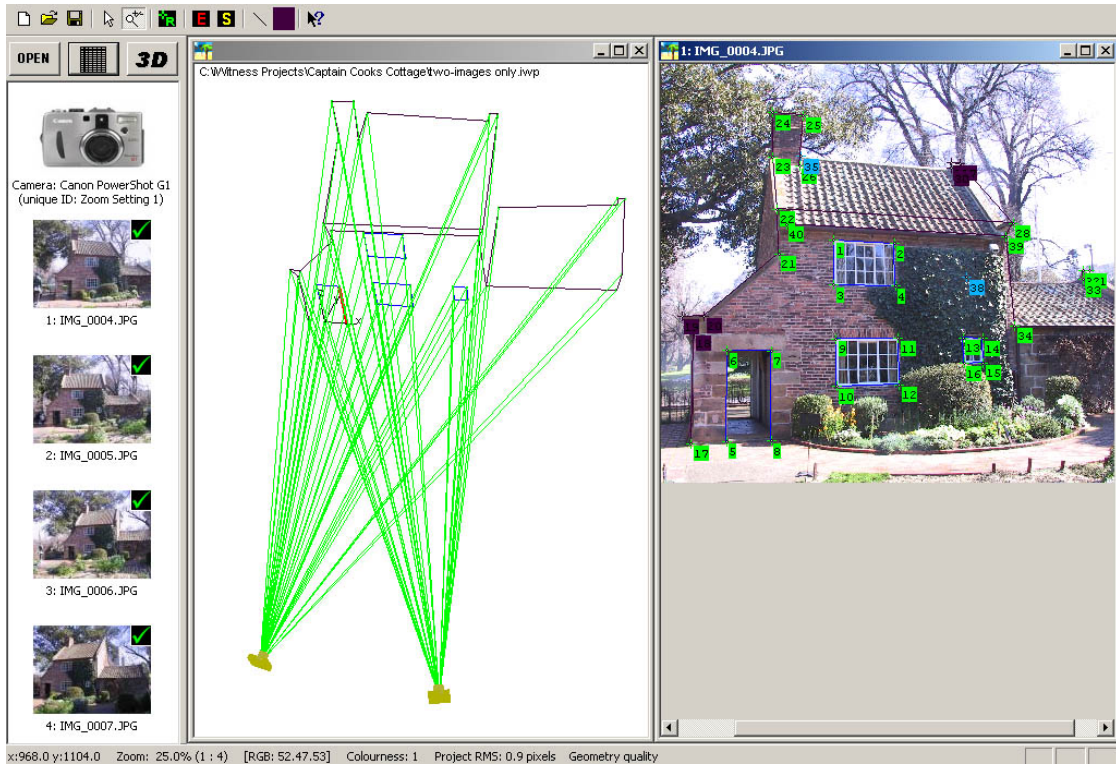 E
S
R
OPEN
3D
Canon
Camera: Canon PowerShot G1
(unique ID: Zoom Setting 1)
1: IMG_0004.JPG
2: IMG_0005.JPG
3: IMG_0006.JPG
4: IMG_0007.JPG
C:\iWitness Projects\Captain Cooks Cottage\two-images only.iwp
1: IMG_0004.JPG
24
25
23
35
26
22
40
28
39
1
2
21
3
4
38
33
34
6
7
9
11
13
14
16
15
10
12
17
5
8
x:968.0 y:1104.0 Zoom: 25.0% (1 : 4) [RGB: 52.47.53] Colourness: 1 Project RMS: 0.9 pixels Geometry quality